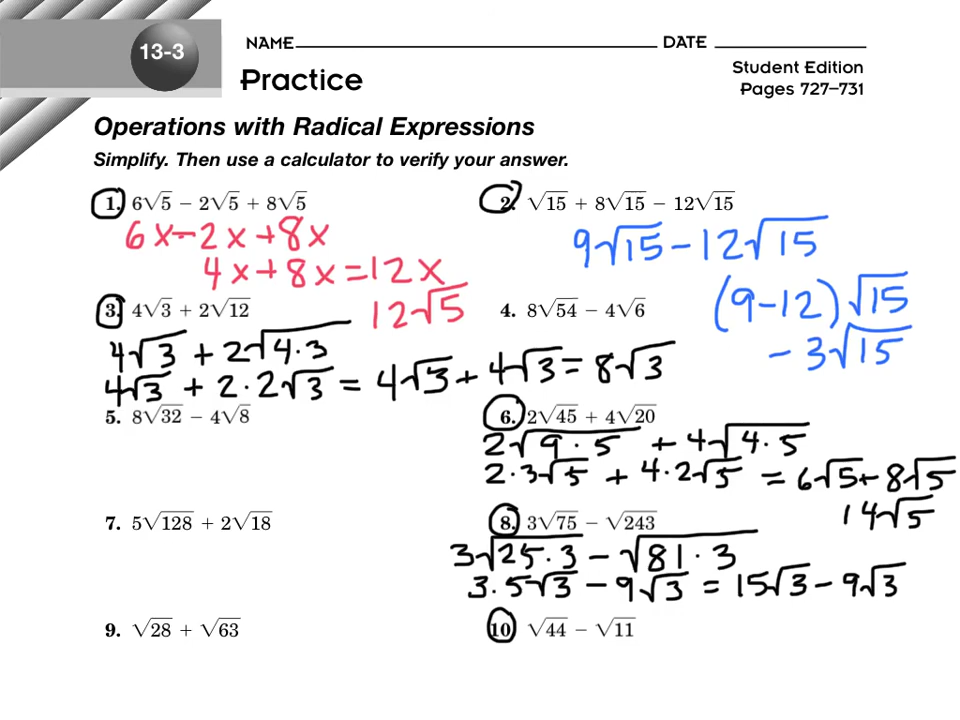 13-3
NAME DATE
Practice
Student Edition
Pages 727–731
Operations with Radical Expressions
Simplify. Then use a calculator to verify your answer.
1. 6√5 − 2√5 + 8√5
6x − 2x + 8x
4x + 8x = 12x
12√5
2. √15 + 8√15 − 12√15
9√15 − 12√15
(9−12)√15
−3√15
3. 4√3 + 2√12
4√3 + 2√4·3
4√3 + 2·2√3 = 4√3 + 4√3 = 8√3
4. 8√54 − 4√6
5. 8√32 − 4√8
6. 2√45 + 4√20
2√9·5 + 4√4·5
2·3√5 + 4·2√5 = 6√5 + 8√5
14√5
7. 5√128 + 2√18
8. 3√75 − √243
3√25·3 − √81·3
3·5√3 − 9√3 = 15√3 − 9√3
9. √28 + √63
10. √44 − √11